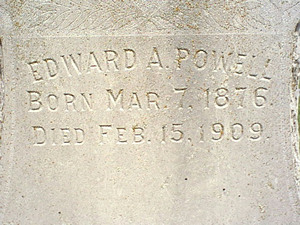 EDWARD A. POWELL
BORN MAR. 7, 1876.
DIED FEB. 15, 1909.